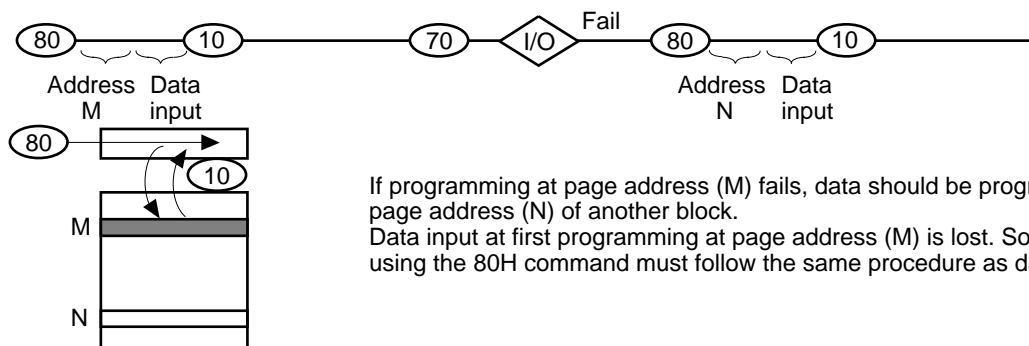 80 10 70 I/O Fail 80 10
Address Data Address Data
M input N input
80
10
If programming at page address (M) fails, data should be
M page address (N) of another block.
Data input at first programming at page address (M) is lost. So
using the 80H command must follow the same procedure as
N